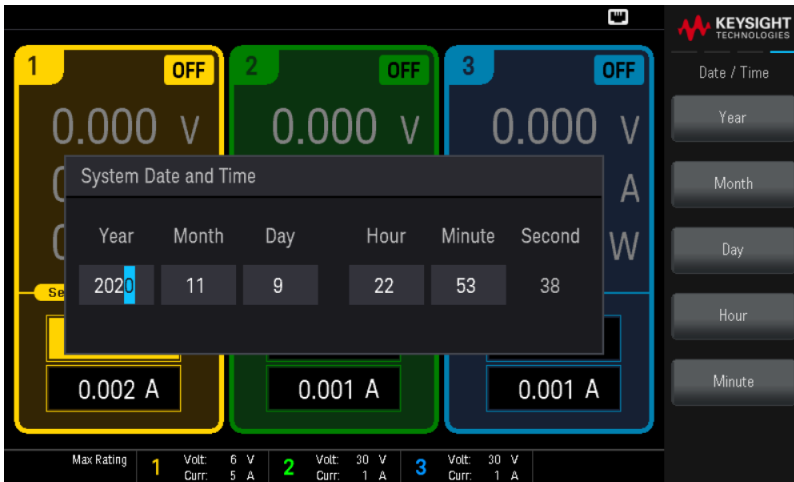 KEYSIGHT
TECHNOLOGIES
1 OFF 2 OFF 3 OFF
Date / Time
0.000 V 0.000 V 0.000 V
Year
System Date and Time
A
Month
Year Month Day Hour Minute Second
W
Day
2020 11 9 22 53 38
Se
Hour
0.002 A 0.001 A 0.001 A
Minute
Max Rating 1 Volt: 6 V 2 Volt: 30 V 3 Volt: 30 V
Curr: 5 A Curr: 1 A Curr: 1 A